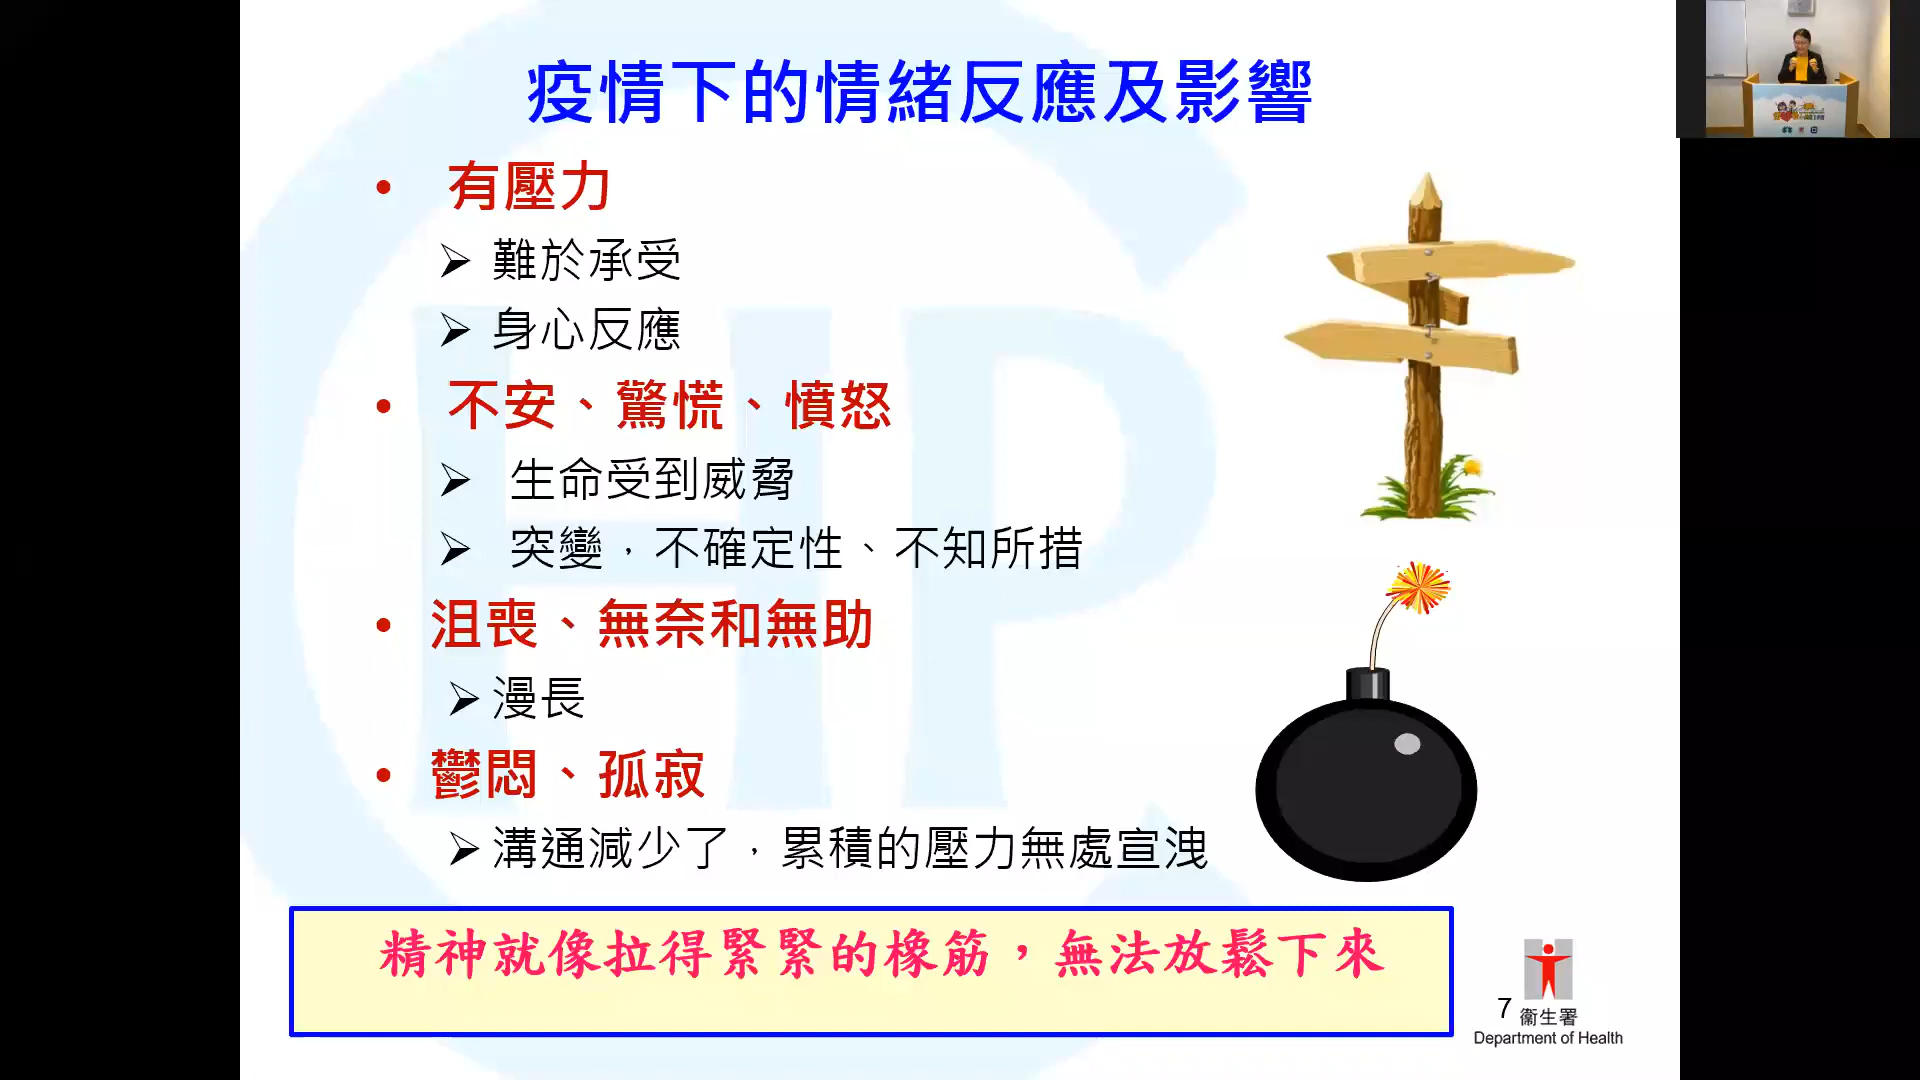 疫情下的情緒反應及影響
• 有壓力
➢ 難於承受
➢ 身心反應
• 不安、驚慌、憤怒
➢ 生命受到威脅
➢ 突變，不確定性、不知所措
• 沮喪、無奈和無助
➢ 漫長
• 鬱悶、孤寂
➢ 溝通減少了，累積的壓力無處宣洩
精神就像拉得緊緊的橡筋，無法放鬆下來
7
衞生署
Department of Health
CHP